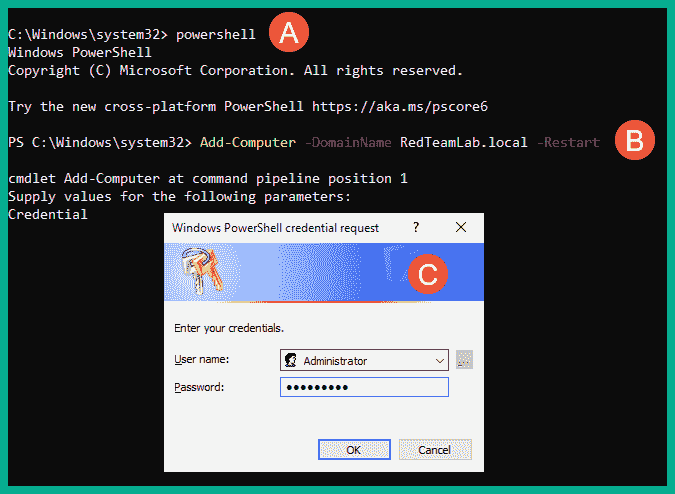 C:\Windows\system32> powershell A
Windows PowerShell
Copyright (C) Microsoft Corporation. All rights reserved.
Try the new cross-platform PowerShell https://aka.ms/pscore6
PS C:\Windows\system32> Add-Computer -DomainName RedTeamLab.local -Restart B
cmdlet Add-Computer at command pipeline position 1
Supply values for the following parameters:
Credential
Windows PowerShell credential request ?
C
Enter your credentials.
User name: Administrator ...
Password: •••••••••
OK Cancel